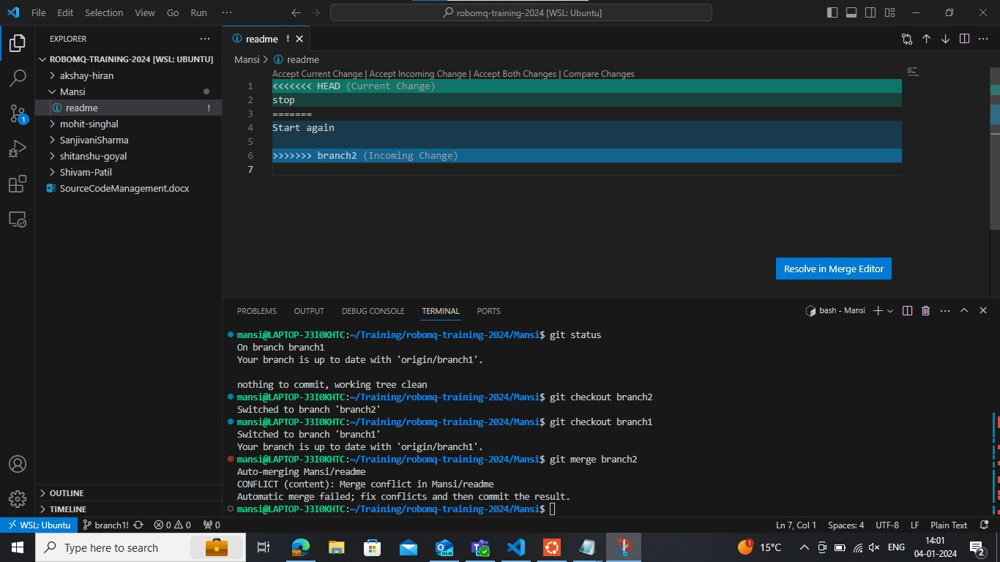 File Edit Selection View Go Run ···
robomq-training-2024 [WSL: Ubuntu]
EXPLORER
ROBOMQ-TRAINING-2024 [WSL: UBUNTU]
akshay-hiran
Mansi
readme !
mohit-singhal
SanjivaniSharma
shitanshu-goyal
Shivam-Patil
SourceCodeManagement.docx
OUTLINE
TIMELINE
1
readme !
Mansi > readme
Accept Current Change | Accept Incoming Change | Accept Both Changes | Compare Changes
1 <<<<<<< HEAD (Current Change)
2 stop
3 =======
4 Start again
5
6 >>>>>>> branch2 (Incoming Change)
7
Resolve in Merge Editor
PROBLEMS OUTPUT DEBUG CONSOLE TERMINAL PORTS
bash - Mansi
mansi@LAPTOP-J3I0KHTC:~/Training/robomq-training-2024/Mansi$ git status
On branch branch1
Your branch is up to date with 'origin/branch1'.
nothing to commit, working tree clean
mansi@LAPTOP-J3I0KHTC:~/Training/robomq-training-2024/Mansi$ git checkout branch2
Switched to branch 'branch2'
mansi@LAPTOP-J3I0KHTC:~/Training/robomq-training-2024/Mansi$ git checkout branch1
Switched to branch 'branch1'
Your branch is up to date with 'origin/branch1'.
mansi@LAPTOP-J3I0KHTC:~/Training/robomq-training-2024/Mansi$ git merge branch2
Auto-merging Mansi/readme
CONFLICT (content): Merge conflict in Mansi/readme
Automatic merge failed; fix conflicts and then commit the result.
mansi@LAPTOP-J3I0KHTC:~/Training/robomq-training-2024/Mansi$
WSL: Ubuntu branch1! 0 0 0
Ln 7, Col 1 Spaces: 4 UTF-8 LF Plain Text
Type here to search
NEW
NEW
1
15°C
ENG
14:01
04-01-2024
2